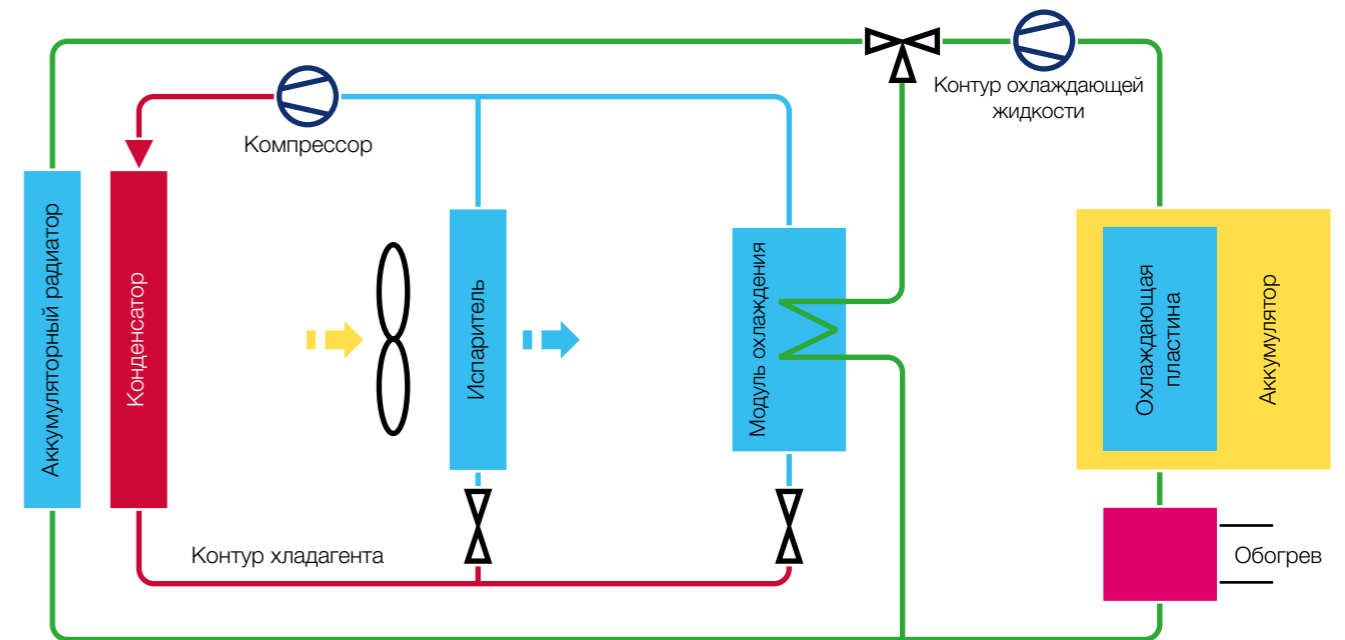 Контур охлаждающей
жидкости
Компрессор
Аккумуляторный радиатор
Конденсатор
Испаритель
Модуль охлаждения
Охлаждающая
пластина
Аккумулятор
Контур хладагента
Обогрев